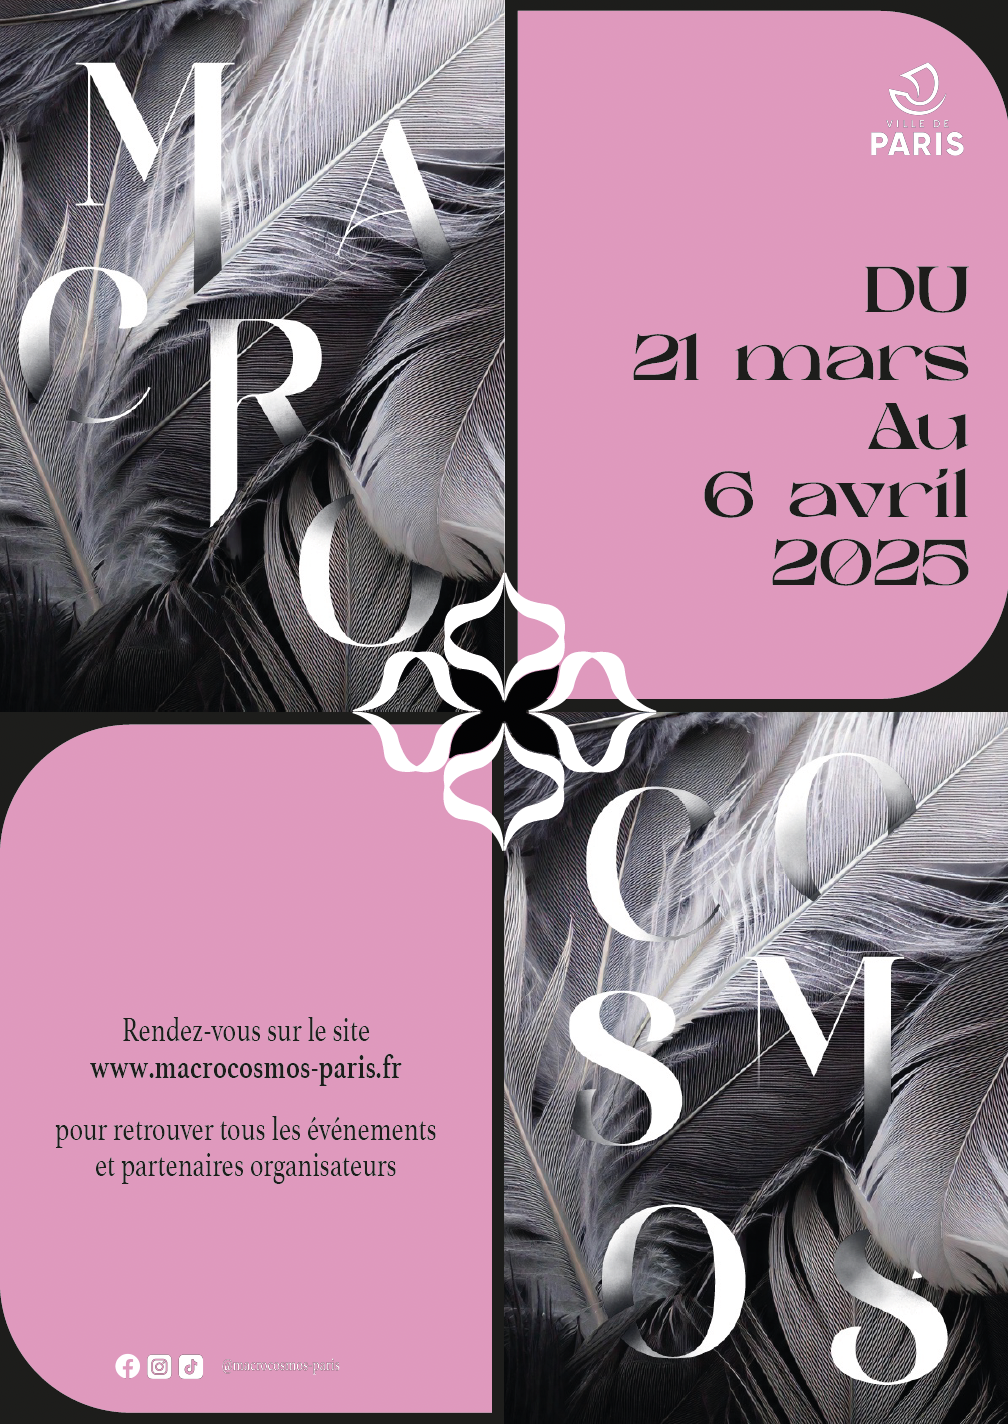 MA
CR
O
VILLE DE
PARIS
DU
21 mars
Au
6 avril
2025
Rendez-vous sur le site
www.macrocosmos-paris.fr
pour retrouver tous les événements
et partenaires organisateurs
@macrocosmos-paris
CO
SM
OS